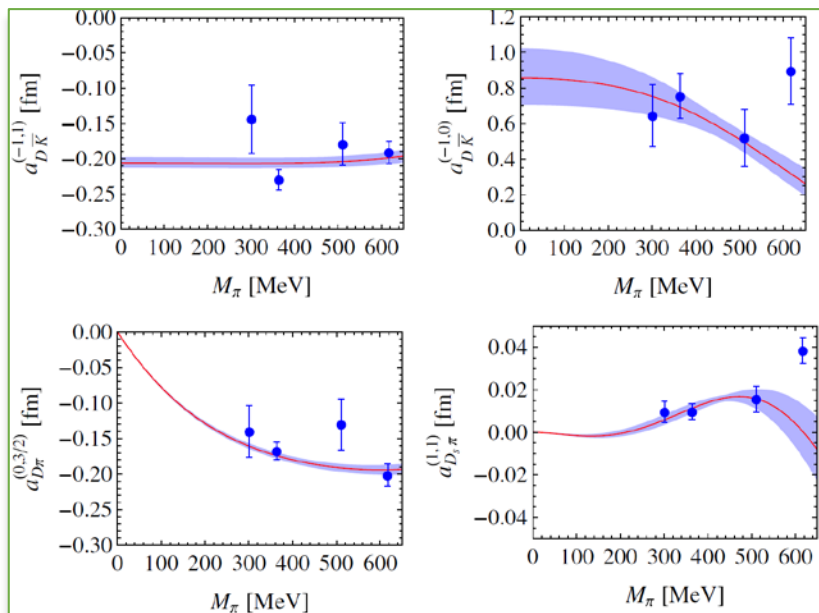 0.00
−0.05
−0.10
−0.15
−0.20
−0.25
−0.30
a_{D\overline{K}}^{(−1,1)} [fm]
0 100 200 300 400 500 600
M_π [MeV]
1.2
1.0
0.8
0.6
0.4
0.2
0.0
a_{D\overline{K}}^{(−1,0)} [fm]
0 100 200 300 400 500 600
M_π [MeV]
0.00
−0.05
−0.10
−0.15
−0.20
−0.25
−0.30
a_{Dπ}^{(0.3/2)} [fm]
0 100 200 300 400 500 600
M_π [MeV]
0.04
0.02
0.00
−0.02
−0.04
a_{D_sπ}^{(1,1)} [fm]
0 100 200 300 400 500 600
M_π [MeV]